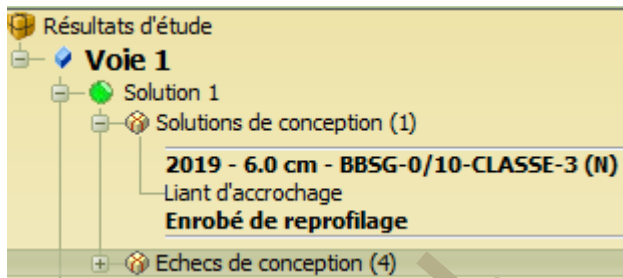 Résultats d'étude
Voie 1
Solution 1
Solutions de conception (1)
2019 - 6.0 cm - BBSG-0/10-CLASSE-3 (N)
Liant d'accrochage
Enrobé de reprofilage
Echecs de conception (4)